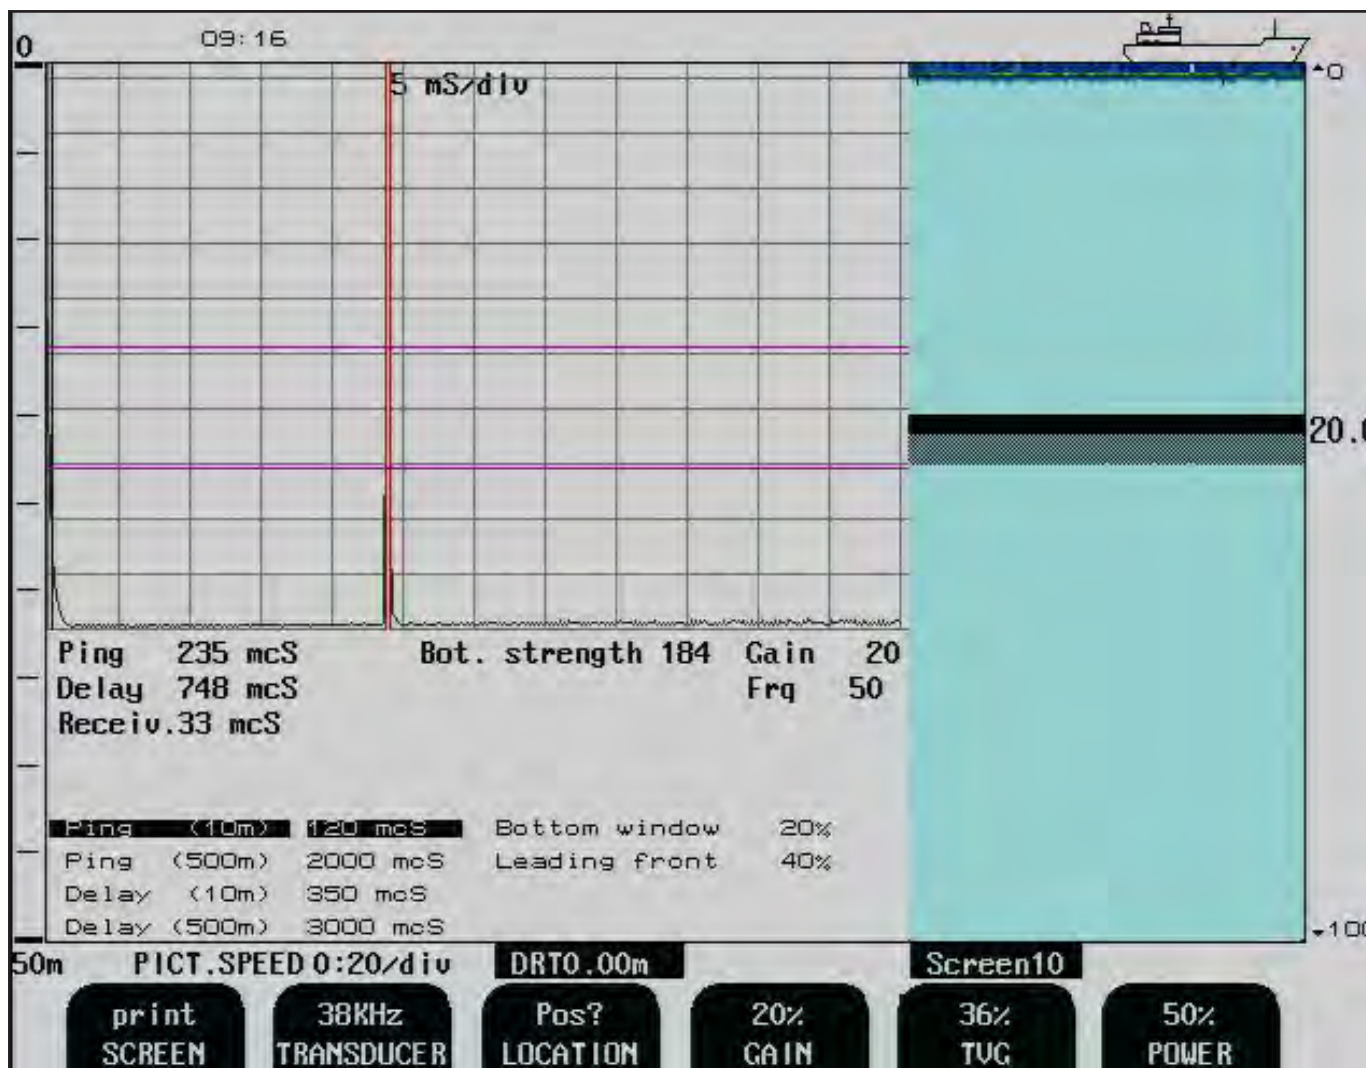 09:16
0
5 mS/div
0
20.0
Ping 235 mcS Bot. strength 184 Gain 20
Delay 748 mcS Frq 50
Receiv.33 mcS
Ping (10m) 120 mcS Bottom window 20%
Ping (500m) 2000 mcS Leading front 40%
Delay (10m) 350 mcS
Delay (500m) 3000 mcS
100
50m PICT.SPEED 0:20/div DRT0.00m Screen10
print 38KHz Pos? 20% 36% 50%
SCREEN TRANSDUCER LOCATION GAIN TVG POWER